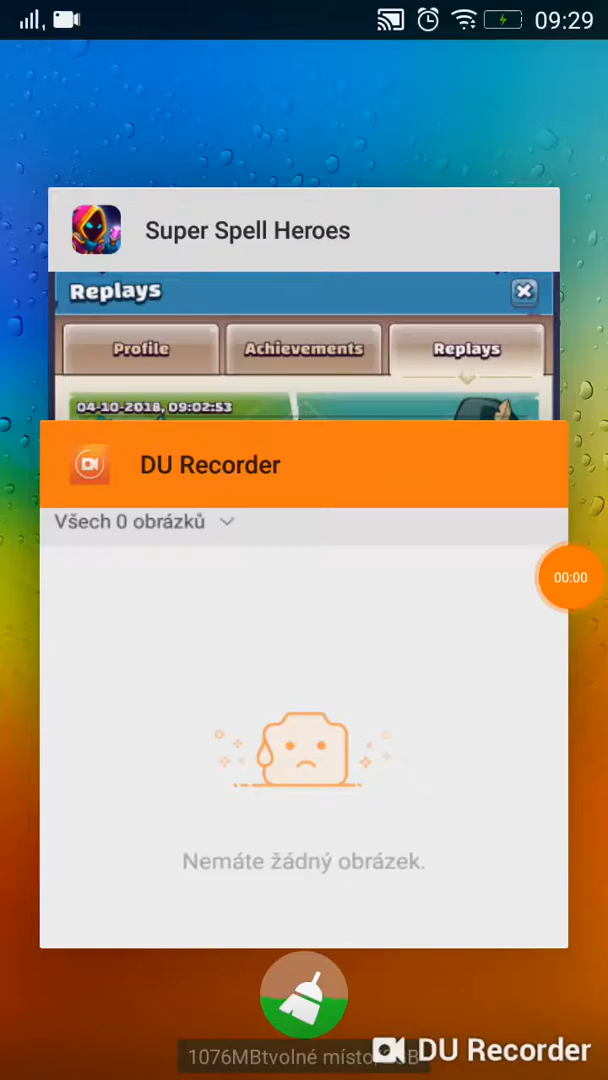 09:29
Super Spell Heroes
Replays
Profile Achievements Replays
04-10-2018, 09:02:53
DU Recorder
Všech 0 obrázků
00:00
Nemáte žádný obrázek.
1076MBtvolné místo,
DU Recorder